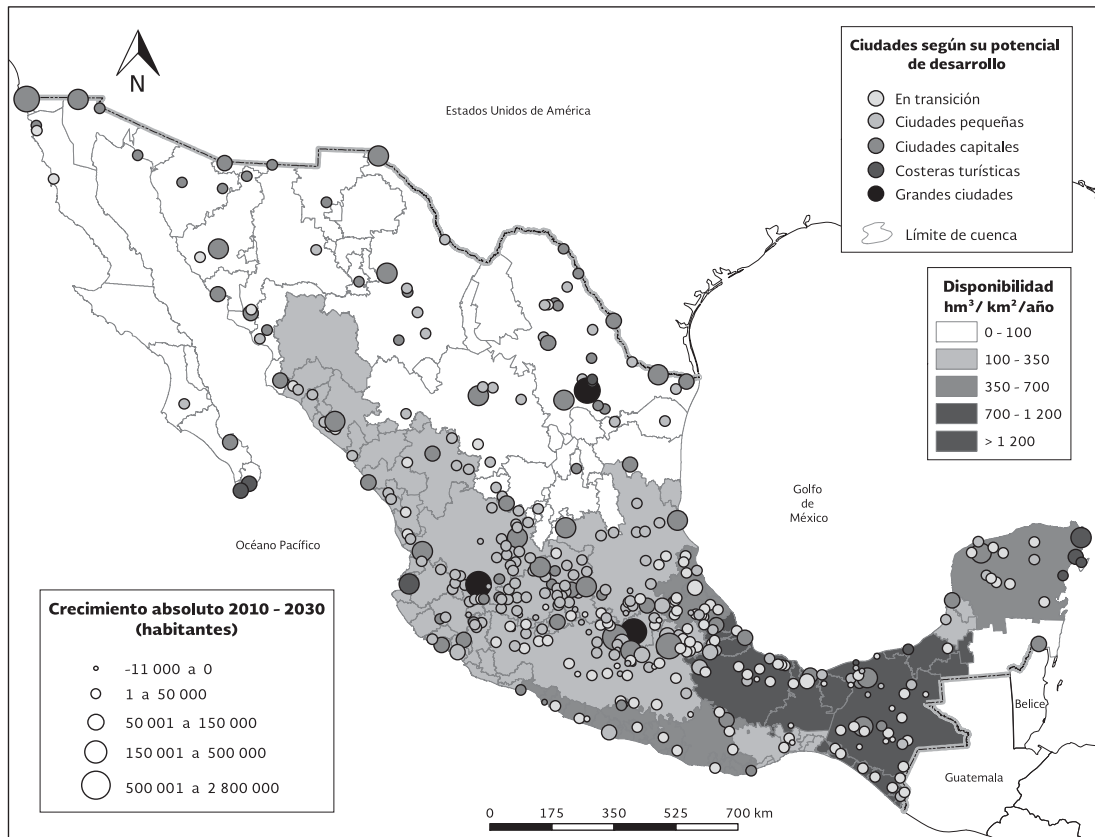 N
Estados Unidos de América
Ciudades según su potencial
de desarrollo
En transición
Ciudades pequeñas
Ciudades capitales
Costeras turísticas
Grandes ciudades
Límite de cuenca
Disponibilidad
hm³/ km²/año
0 - 100
100 - 350
350 - 700
700 - 1 200
> 1 200
Golfo
de
México
Océano Pacífico
Crecimiento absoluto 2010 - 2030
(habitantes)
-11 000 a 0
1 a 50 000
50 001 a 150 000
150 001 a 500 000
500 001 a 2 800 000
Belice
Guatemala
0 175 350 525 700 km